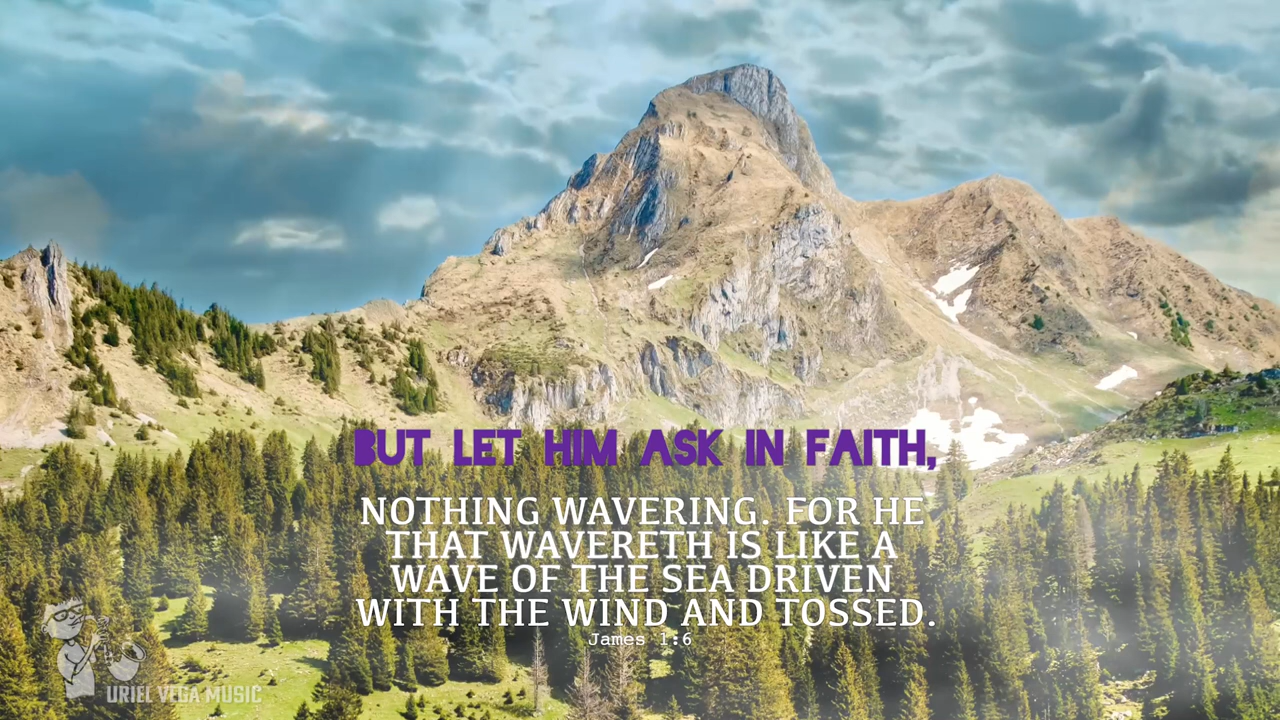 BUT LET HIM ASK IN FAITH,
NOTHING WAVERING. FOR HE
THAT WAVERETH IS LIKE A
WAVE OF THE SEA DRIVEN
WITH THE WIND AND TOSSED.
James 1:6
URIEL VEGA MUSIC